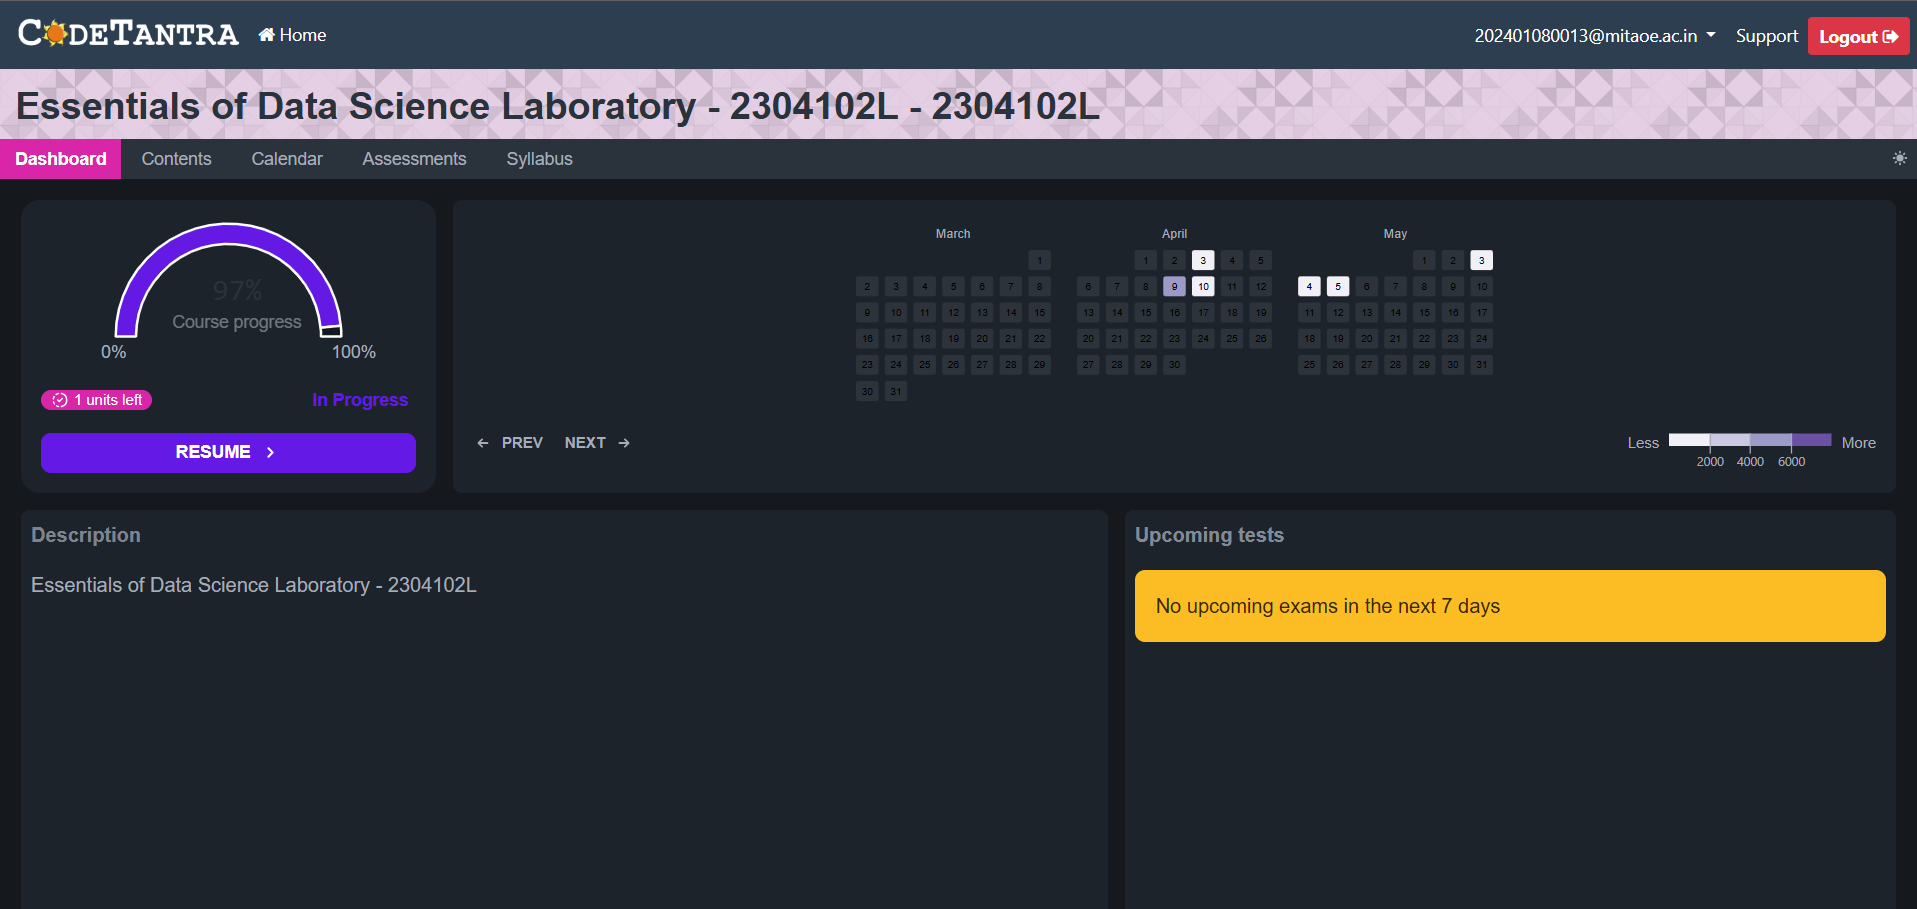 CODETANTRA Home 202401080013@mitaoe.ac.in Support Logout
Essentials of Data Science Laboratory - 2304102L - 2304102L
Dashboard Contents Calendar Assessments Syllabus
97%
Course progress
0% 100%
1 units left In Progress
RESUME
March
1
2 3 4 5 6 7 8
9 10 11 12 13 14 15
16 17 18 19 20 21 22
23 24 25 26 27 28 29
30 31
April
1 2 3 4 5
6 7 8 9 10 11 12
13 14 15 16 17 18 19
20 21 22 23 24 25 26
27 28 29 30
May
1 2 3
4 5 6 7 8 9 10
11 12 13 14 15 16 17
18 19 20 21 22 23 24
25 26 27 28 29 30 31
← PREV NEXT →
Less More
2000 4000 6000
Description
Essentials of Data Science Laboratory - 2304102L
Upcoming tests
No upcoming exams in the next 7 days